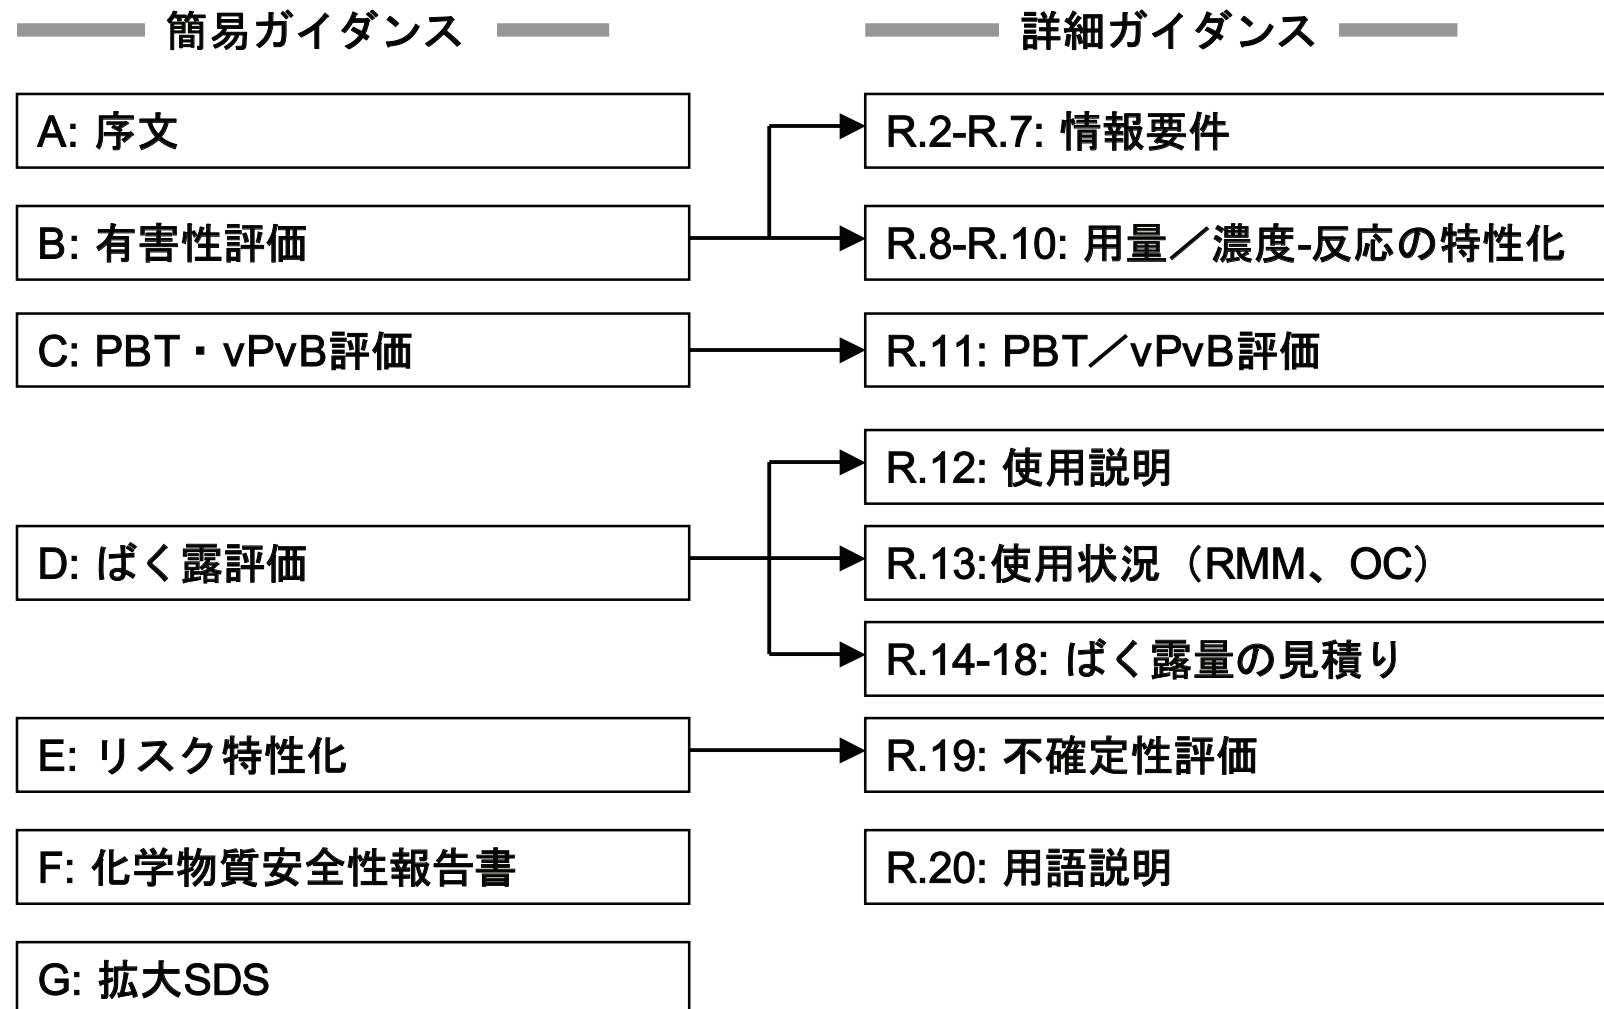 簡易ガイダンス
詳細ガイダンス
A: 序文
R.2-R.7: 情報要件
B: 有害性評価
R.8-R.10: 用量／濃度-反応の特性化
C: PBT・vPvB評価
R.11: PBT／vPvB評価
R.12: 使用説明
D: ばく露評価
R.13:使用状況（RMM、OC）
R.14-18: ばく露量の見積り
E: リスク特性化
R.19: 不確定性評価
F: 化学物質安全性報告書
R.20: 用語説明
G: 拡大SDS